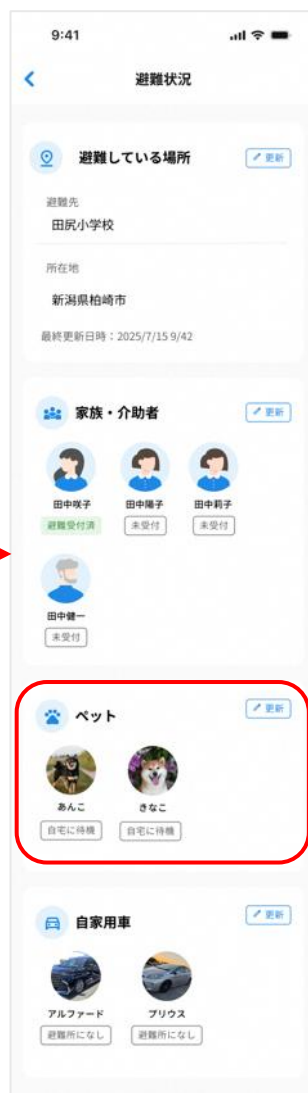 9:41
避難状況
避難している場所
更新
避難先
田尻小学校
所在地
新潟県柏崎市
最終更新日時：2025/7/15 9/42
家族・介助者
更新
田中咲子 田中陽子 田中莉子
避難受付済 未受付 未受付
田中健一
未受付
ペット
更新
あんこ きなこ
自宅に待機 自宅に待機
自家用車
更新
アルファード プリウス
避難所になし 避難所になし